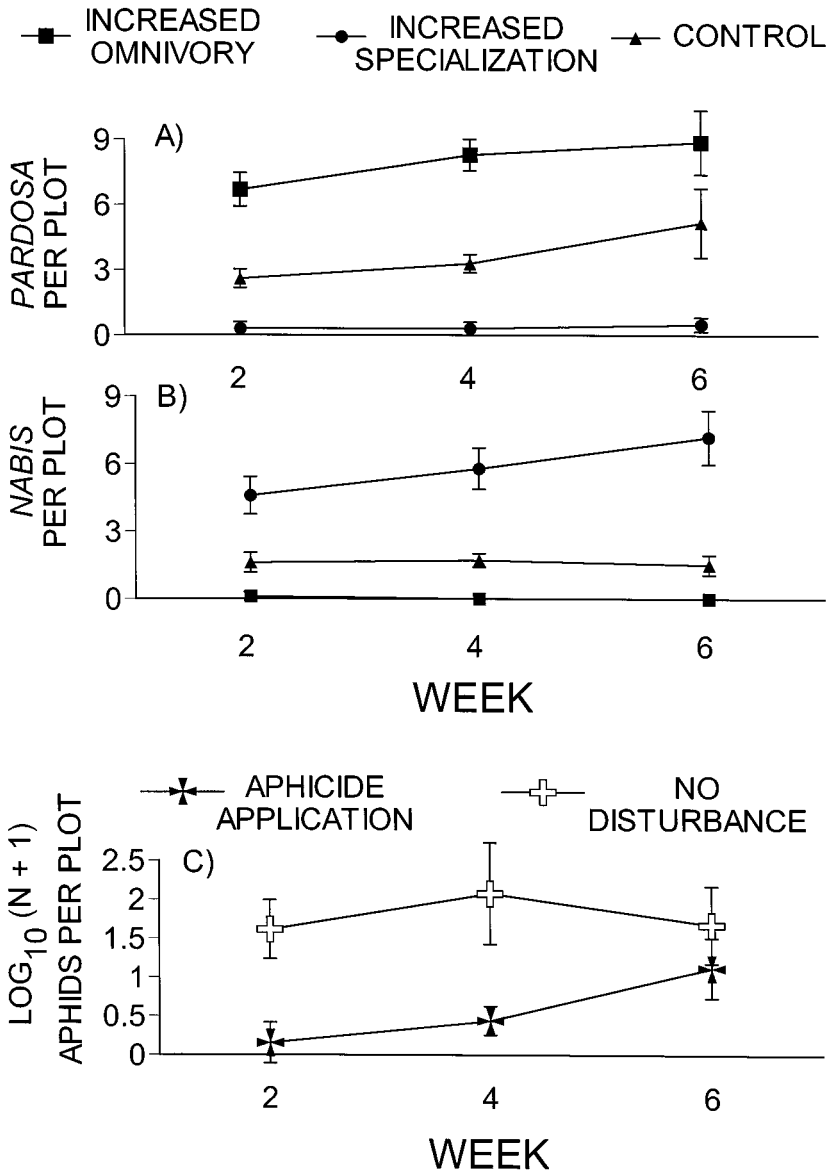 INCREASED OMNIVORY
INCREASED SPECIALIZATION
CONTROL
A)
PARDOSA
PER PLOT
9
6
3
0
2 4 6
B)
NABIS
PER PLOT
9
6
3
0
2 4 6
WEEK
APHICIDE APPLICATION
NO DISTURBANCE
C)
LOG10 (N + 1)
APHIDS PER PLOT
2.5
2
1.5
1
0.5
0
2 4 6
WEEK